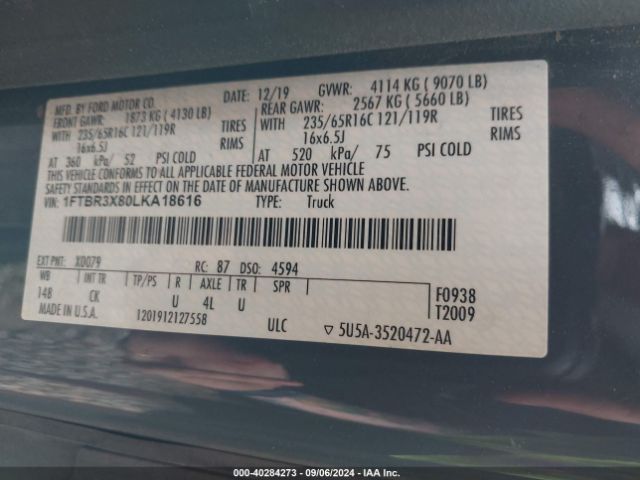 MFD. BY FORD MOTOR CO. DATE: 12/19 GVWR: 4114 KG ( 9070 LB)
FRONT GAWR: 1873 KG ( 4130 LB) REAR GAWR: 2567 KG ( 5660 LB)
WITH 235/65R16C 121/119R TIRES WITH 235/65R16C 121/119R TIRES
16x6.5J RIMS 16x6.5J RIMS
AT 360 kPa/ 52 PSI COLD AT 520 kPa/ 75 PSI COLD
THIS VEHICLE CONFORMS TO ALL APPLICABLE FEDERAL MOTOR VEHICLE
SAFETY STANDARDS IN EFFECT ON THE DATE OF MANUFACTURE SHOWN ABOVE.
VIN: 1FTBR3X80LKA18616 TYPE: Truck
EXT PNT: X0079 RC: 87 DSO: 4594
WB INT TR TP/PS R AXLE TR SPR F0938
148 CK U 4L U T2009
MADE IN U.S.A. 1201912127558 ULC ▽ 5U5A-3520472-AA
000-40284273 - 09/06/2024 - IAA Inc.